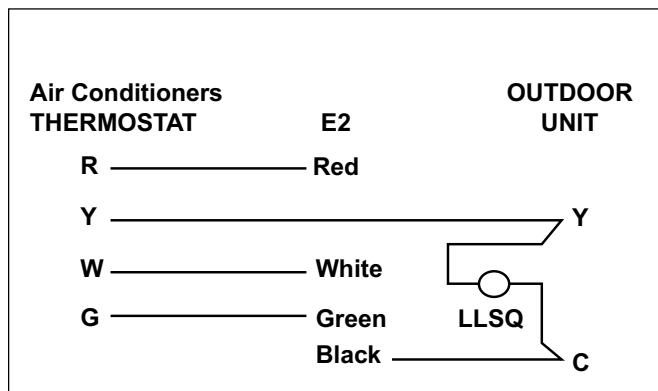 Air Conditioners OUTDOOR
THERMOSTAT E2 UNIT
R Red
Y Y
W White
G Green LLSQ
Black C